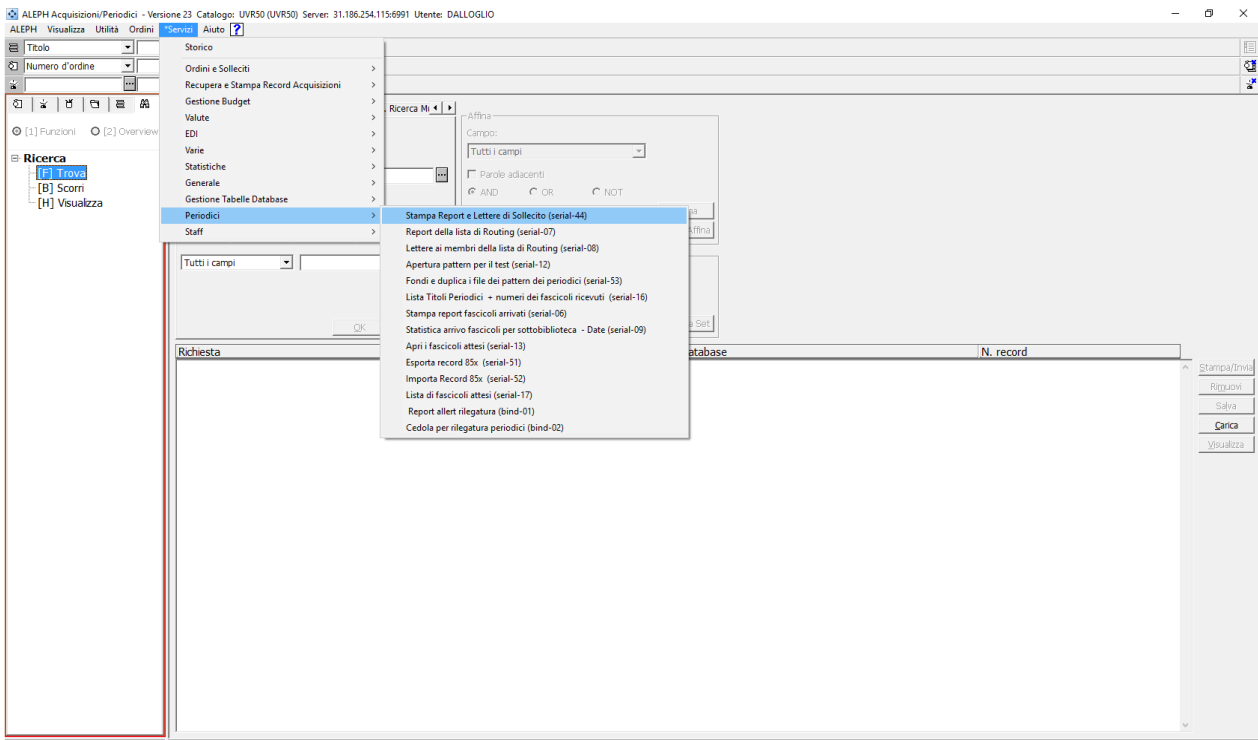 ALEPH Acquisizioni/Periodici - Versione 23 Catalogo: UVR50 (UVR50) Server: 31.186.254.115:6991 Utente: DALLOGLIO
ALEPH Visualizza Utilità Ordini *Servizi Aiuto ?
Titolo
Numero d'ordine
Storico
Ordini e Solleciti
Recupera e Stampa Record Acquisizioni
Gestione Budget
Valute
EDI
Varie
Statistiche
Generale
Gestione Tabelle Database
Periodici
Staff
[1] Funzioni [2] Overview
Ricerca
[F] Trova
[B] Scorri
[H] Visualizza
Ricerca Mu
Affina
Campo:
Tutti i campi
Parole adiacenti
AND OR NOT
Affina
Stampa Report e Lettere di Sollecito (serial-44)
Report della lista di Routing (serial-07)
Lettere ai membri della lista di Routing (serial-08)
Apertura pattern per il test (serial-12)
Fondi e duplica i file dei pattern dei periodici (serial-53)
Lista Titoli Periodici + numeri dei fascicoli ricevuti (serial-16)
Stampa report fascicoli arrivati (serial-06)
Statistica arrivo fascicoli per sottobiblioteca - Date (serial-09)
Apri i fascicoli attesi (serial-13)
Esporta record 85x (serial-51)
Importa Record 85x (serial-52)
Lista di fascicoli attesi (serial-17)
Report allert rilegatura (bind-01)
Cedola per rilegatura periodici (bind-02)
Tutti i campi
OK
Set
Richiesta atabase N. record
Stampa/Invia
Rimuovi
Salva
Carica
Visualizza